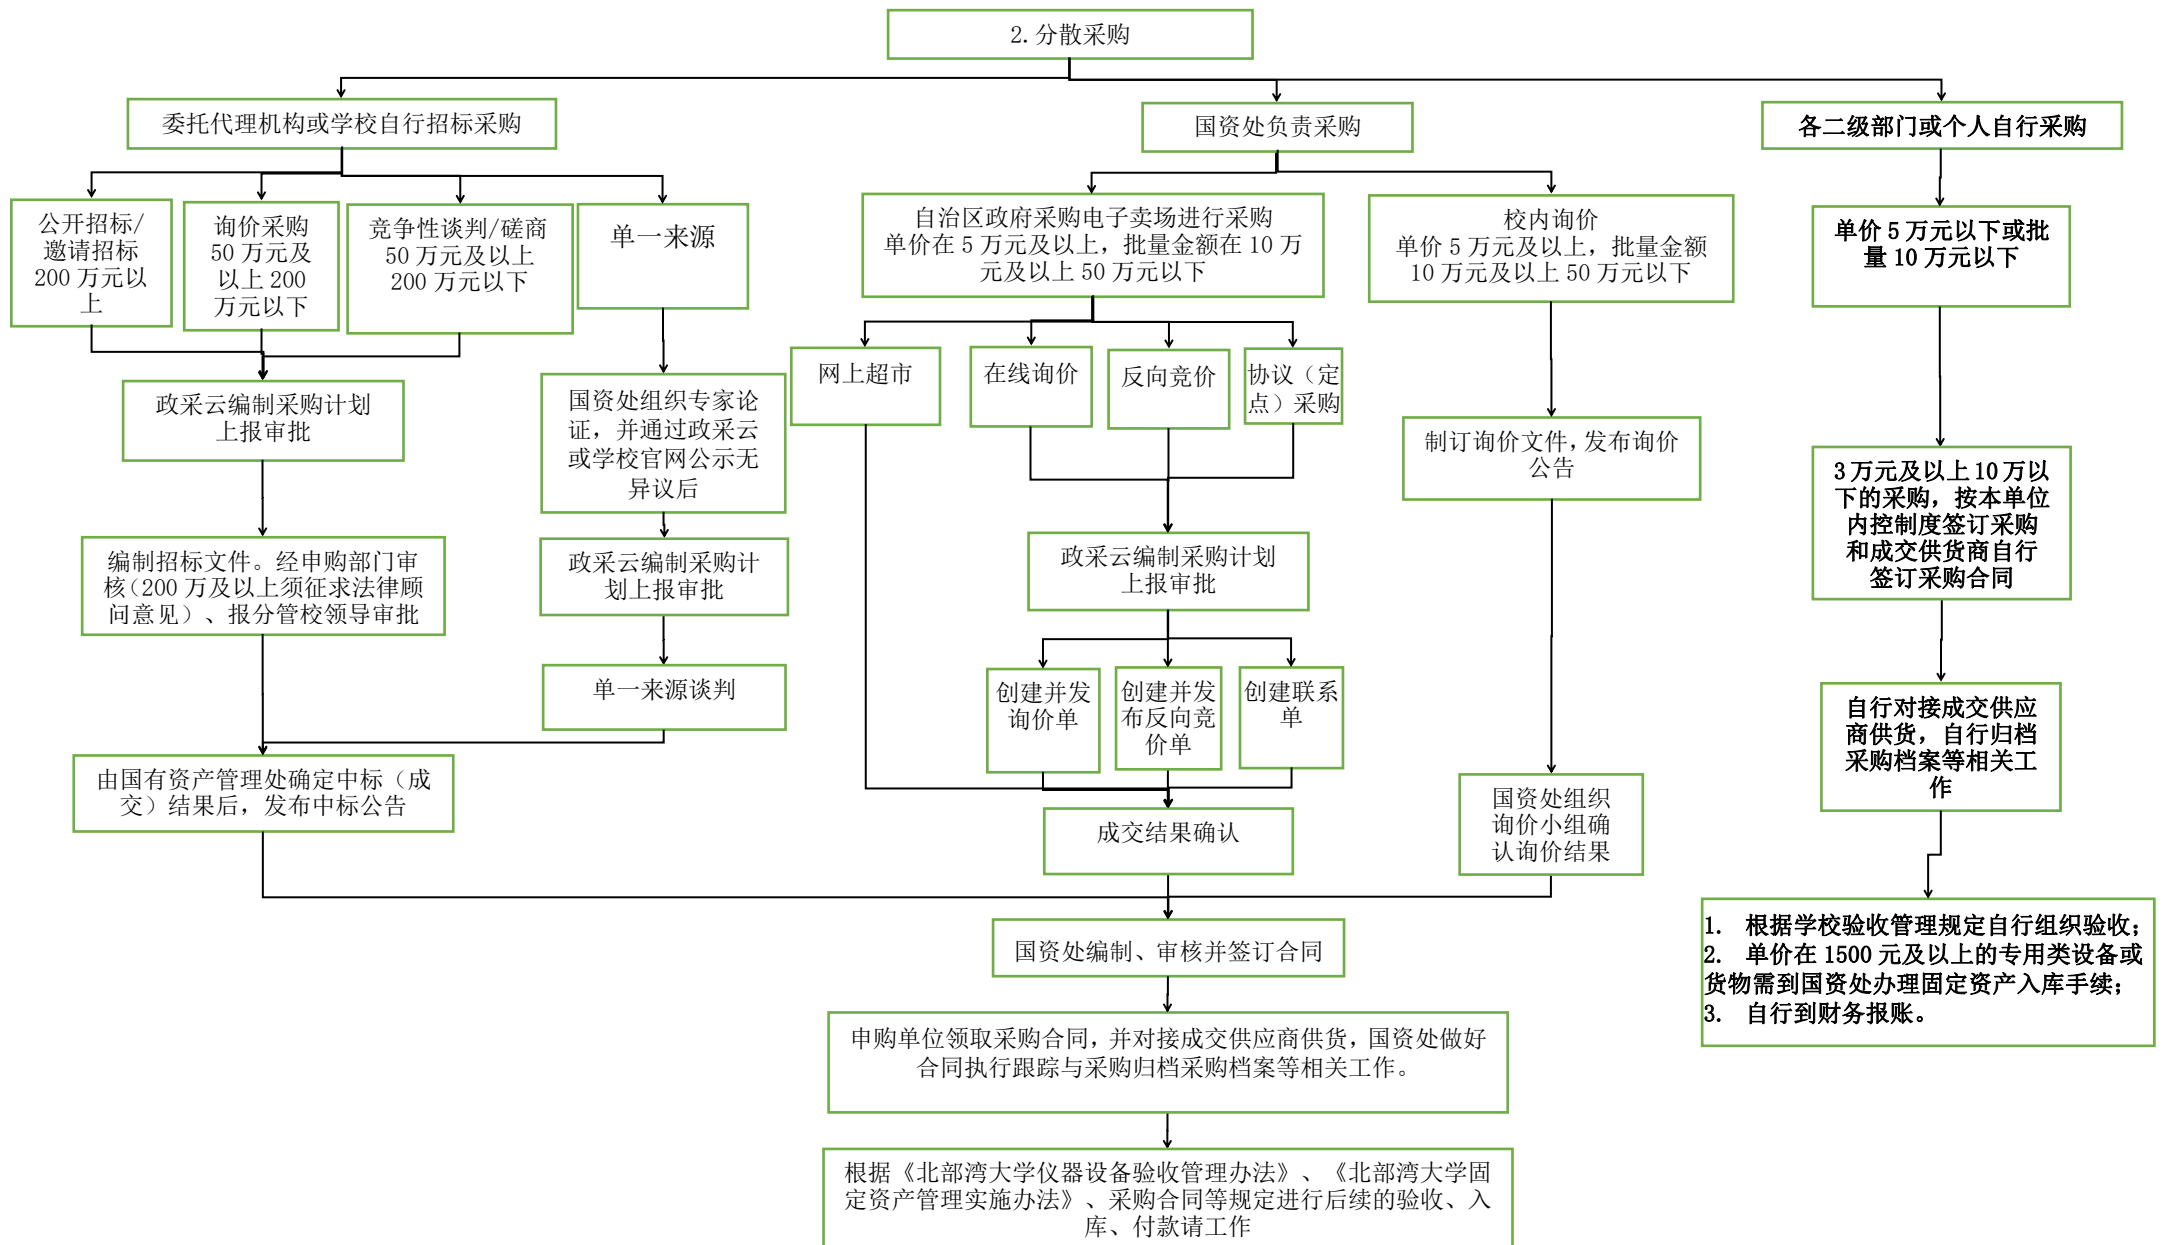 2.分散采购
委托代理机构或学校自行招标采购
国资处负责采购
各二级部门或个人自行采购
公开招标/
邀请招标
200 万元以
上
询价采购
50 万元及
以上 200
万元以下
竞争性谈判/磋商
50 万元及以上
200 万元以下
单一来源
自治区政府采购电子卖场进行采购
单价在 5 万元及以上，批量金额在 10 万
元及以上 50 万元以下
校内询价
单价 5 万元及以上，批量金额
10 万元及以上 50 万元以下
单价 5 万元以下或批
量 10 万元以下
网上超市
在线询价
反向竞价
协议（定
点）采购
政采云编制采购计划
上报审批
国资处组织专家论
证，并通过政采云
或学校官网公示无
异议后
制订询价文件，发布询价
公告
3 万元及以上 10 万以
下的采购，按本单位
内控制度签订采购
和成交供货商自行
签订采购合同
编制招标文件。经申购部门审
核（200 万及以上须征求法律顾
问意见）、报分管校领导审批
政采云编制采购计
划上报审批
政采云编制采购计划
上报审批
单一来源谈判
创建并发
询价单
创建并发
布反向竞
价单
创建联系
单
自行对接成交供应
商供货，自行归档
采购档案等相关工
作
由国有资产管理处确定中标（成
交）结果后，发布中标公告
成交结果确认
国资处组织
询价小组确
认询价结果
国资处编制、审核并签订合同
1. 根据学校验收管理规定自行组织验收；
2. 单价在 1500 元及以上的专用类设备或
货物需到国资处办理固定资产入库手续；
3. 自行到财务报账。
申购单位领取采购合同，并对接成交供应商供货，国资处做好
合同执行跟踪与采购归档采购档案等相关工作。
根据《北部湾大学仪器设备验收管理办法》、《北部湾大学固
定资产管理实施办法》、采购合同等规定进行后续的验收、入
库、付款请工作